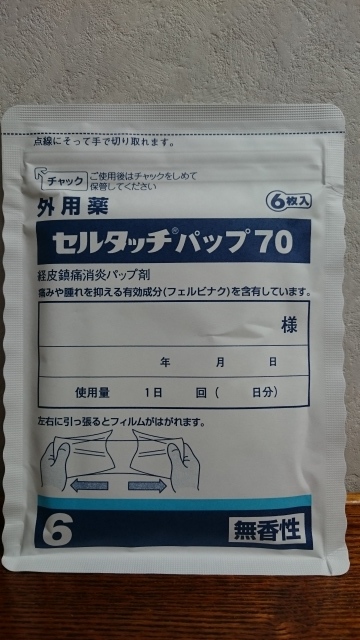 点線にそって手で切り取れます。
チャック
ご使用後はチャックをしめて
保管してください
外用薬
6枚入
セルタッチ®パップ70
経皮鎮痛消炎パップ剤
痛みや腫れを抑える有効成分(フェルビナク)を含有しています。
様
年 月 日
使用量 1日 回( 日分)
左右に引っ張るとフィルムがはがれます。
6
無香性